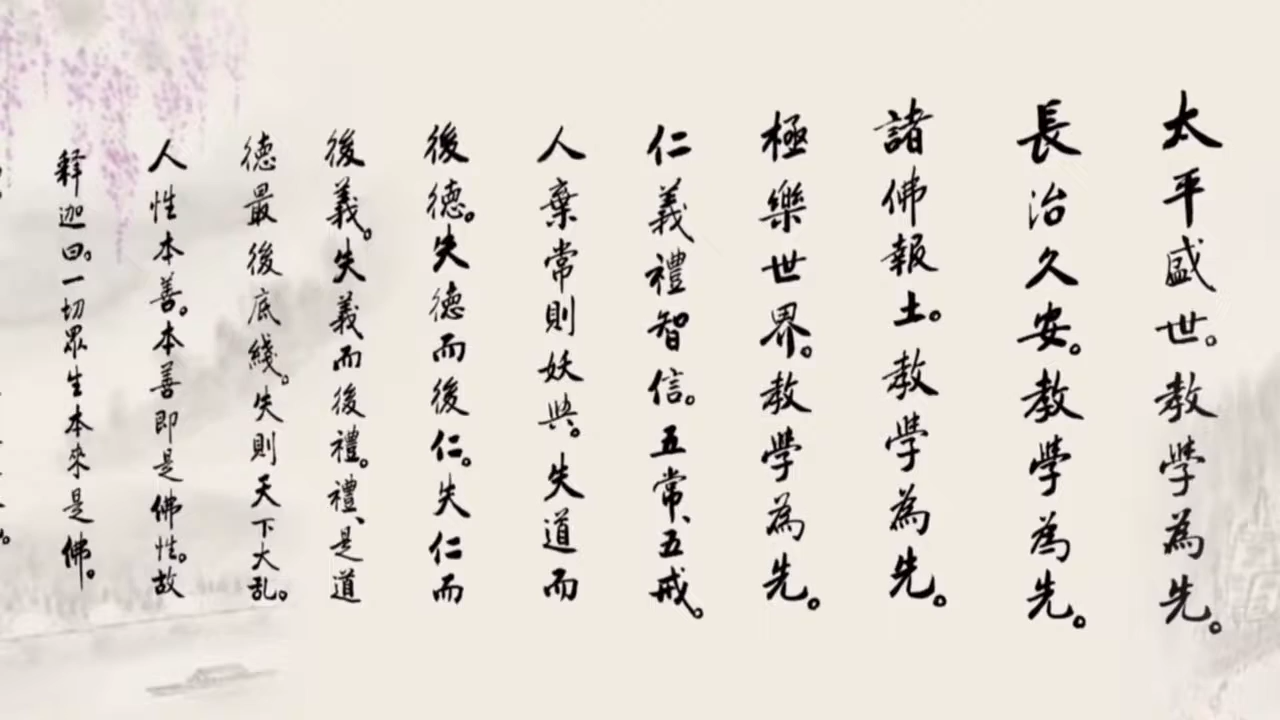 太平盛世。教學為先。
長治久安。教學為先。
諸佛報土。教學為先。
極樂世界。教學為先。
仁義禮智信。五常、五戒。
人棄常則妖興。失道而
後德。失德而後仁。失仁而
後義。失義而後禮。禮、是道
德最後底綫。失則天下大乱。
人性本善。本善即是佛性。故
釋迦曰。一切眾生本來是佛。